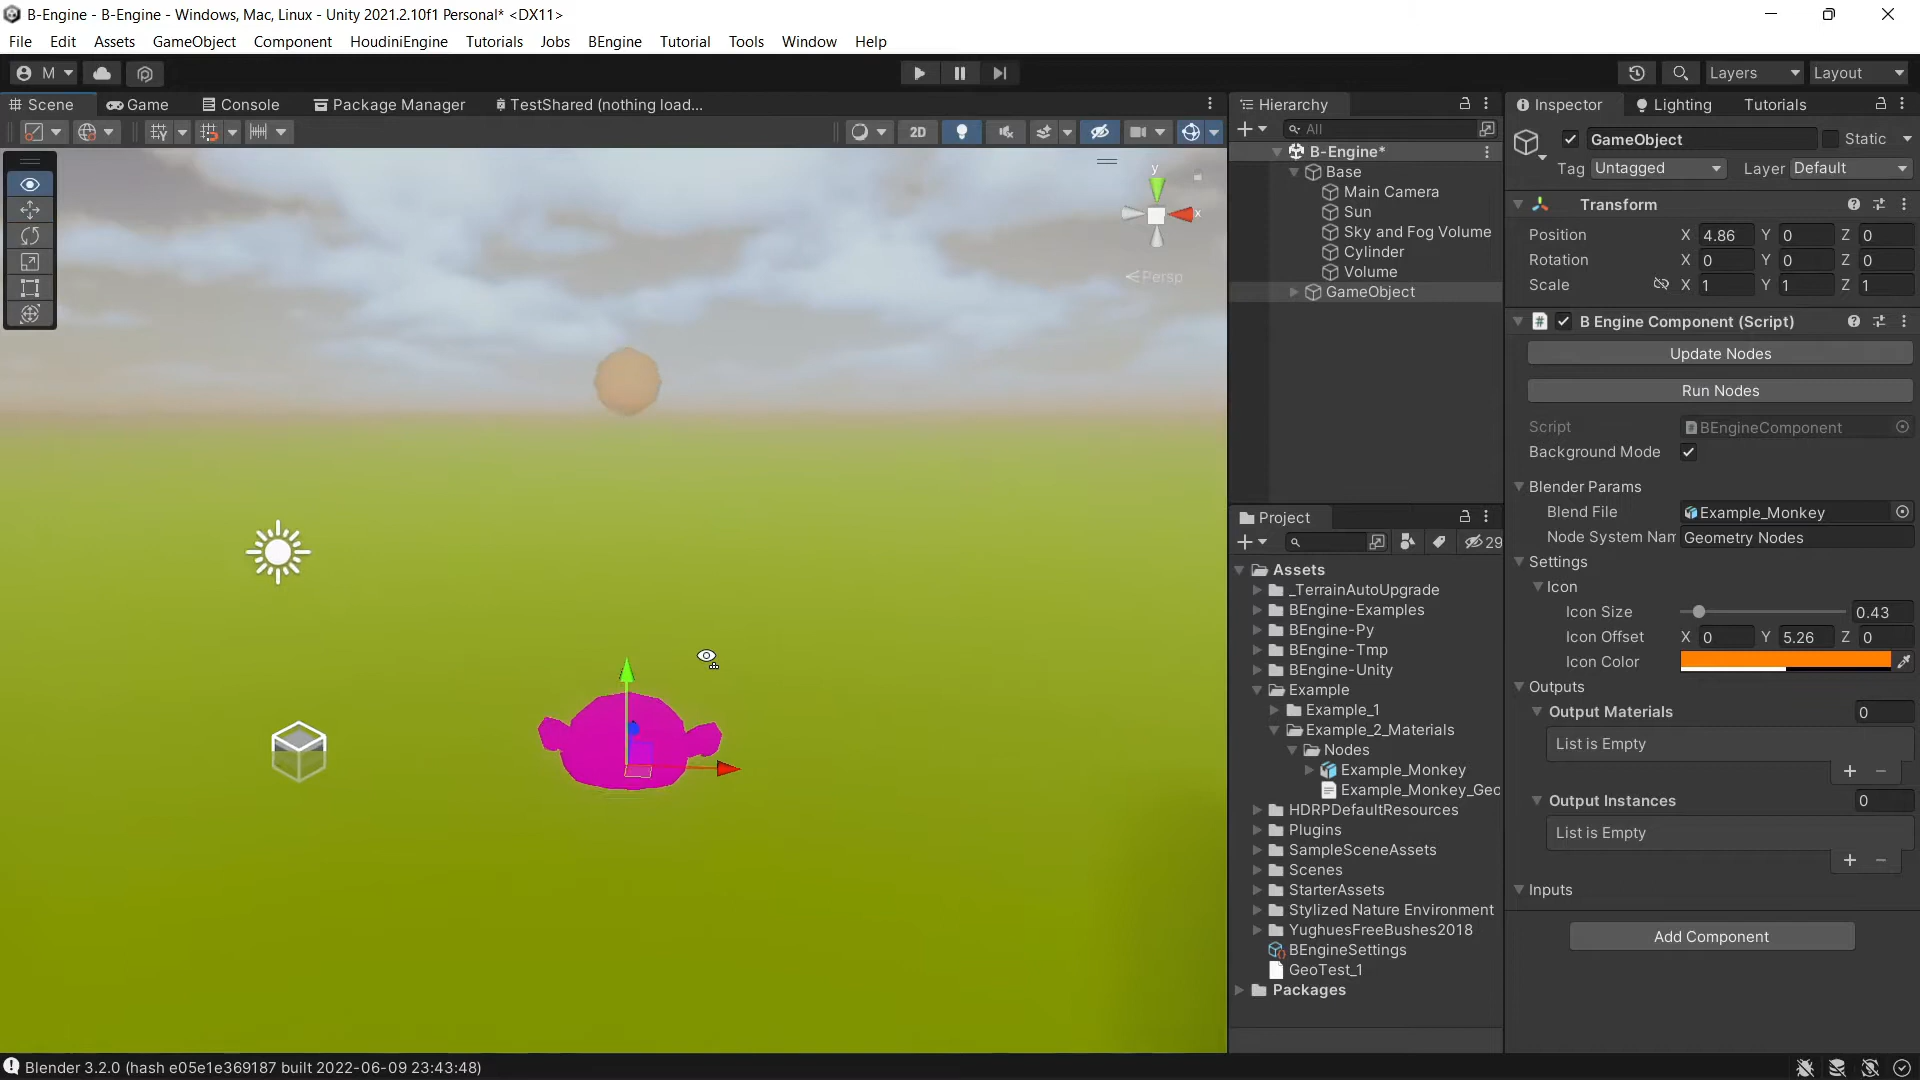 B-Engine - B-Engine - Windows, Mac, Linux - Unity 2021.2.10f1 Personal* <DX11>
File Edit Assets GameObject Component HoudiniEngine Tutorials Jobs BEngine Tutorial Tools Window Help
M
Layers
Layout
Scene
Game
Console
Package Manager
TestShared (nothing load...
2D
y
x
Persp
Hierarchy
All
B-Engine*
Base
Main Camera
Sun
Sky and Fog Volume
Cylinder
Volume
GameObject
Project
29
Assets
_TerrainAutoUpgrade
BEngine-Examples
BEngine-Py
BEngine-Tmp
BEngine-Unity
Example
Example_1
Example_2_Materials
Nodes
Example_Monkey
Example_Monkey_Geo
HDRPDefaultResources
Plugins
SampleSceneAssets
Scenes
StarterAssets
Stylized Nature Environment
YughuesFreeBushes2018
BEngineSettings
GeoTest_1
Packages
Inspector
Lighting
Tutorials
GameObject
Static
Tag Untagged
Layer Default
Transform
Position X 4.86 Y 0 Z 0
Rotation X 0 Y 0 Z 0
Scale X 1 Y 1 Z 1
# B Engine Component (Script)
Update Nodes
Run Nodes
Script BEngineComponent
Background Mode
Blender Params
Blend File Example_Monkey
Node System Nam Geometry Nodes
Settings
Icon
Icon Size 0.43
Icon Offset X 0 Y 5.26 Z 0
Icon Color
Outputs
Output Materials 0
List is Empty
+ −
Output Instances 0
List is Empty
+ −
Inputs
Add Component
Blender 3.2.0 (hash e05e1e369187 built 2022-06-09 23:43:48)